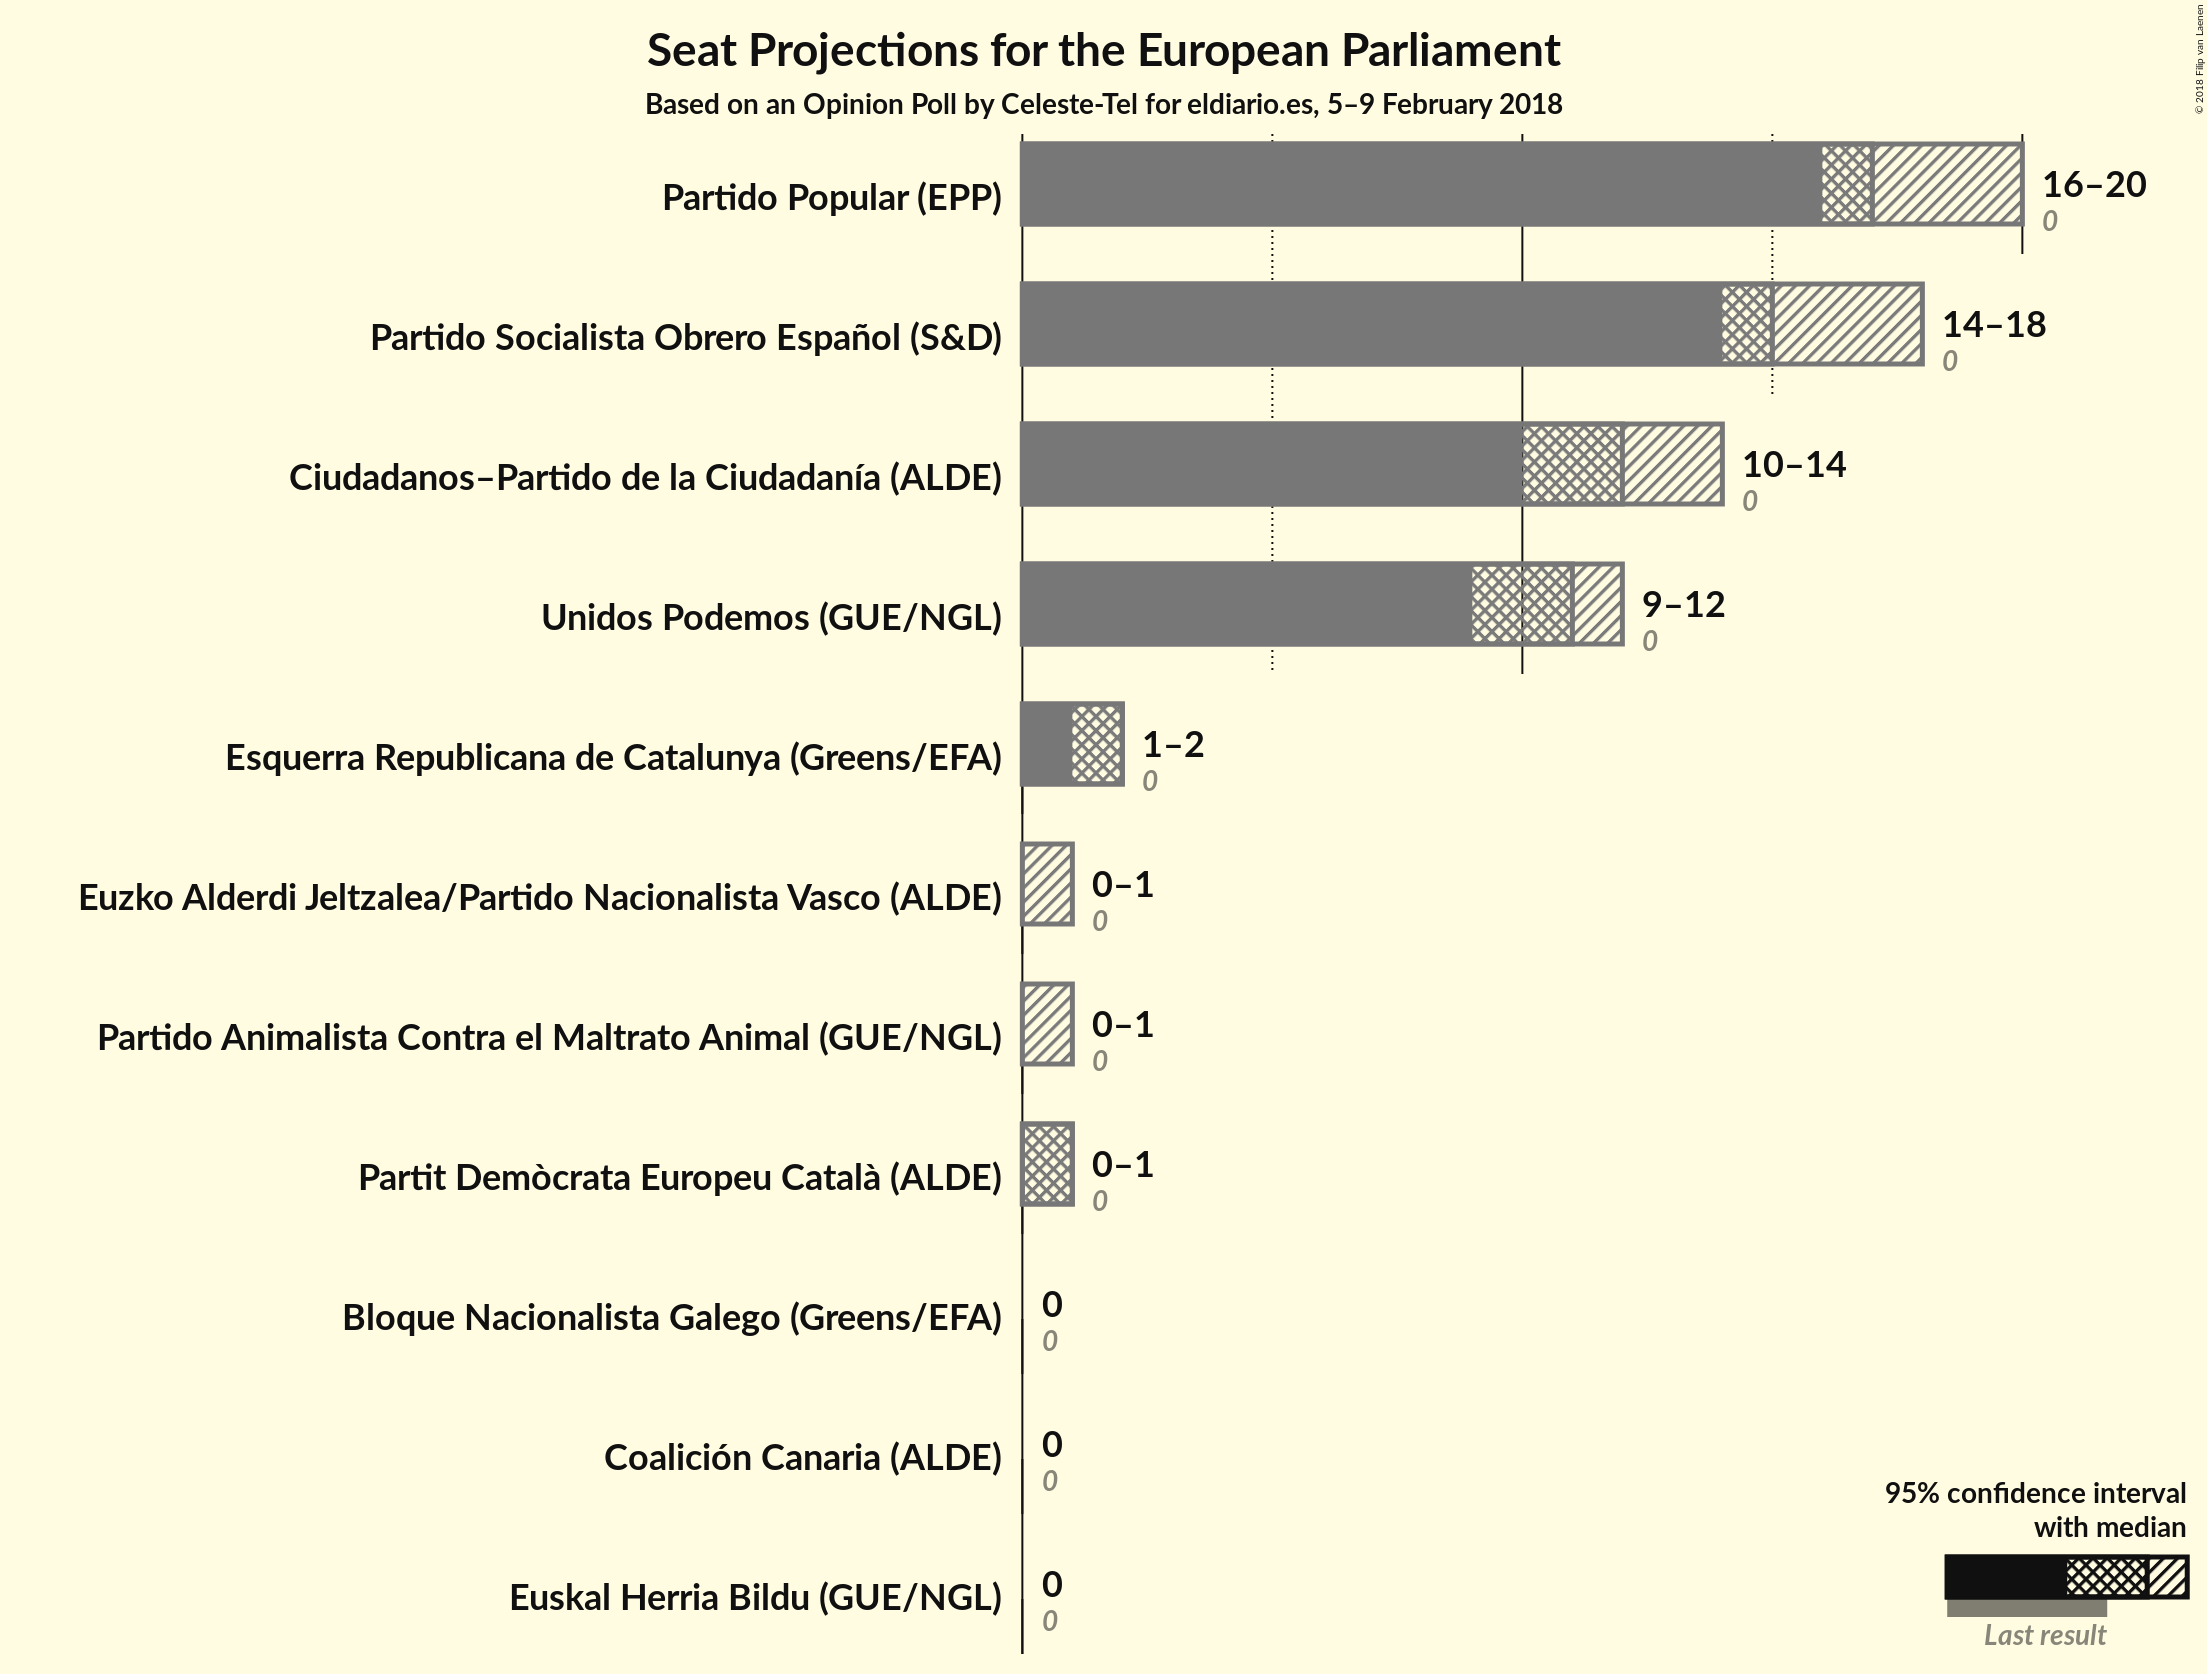 Seat Projections for the European Parliament
Based on an Opinion Poll by Celeste-Tel for eldiario.es, 5–9 February 2018
© 2018 Filip van Laenen
Partido Popular (EPP)
16–20
0
Partido Socialista Obrero Español (S&D)
14–18
0
Ciudadanos–Partido de la Ciudadanía (ALDE)
10–14
0
Unidos Podemos (GUE/NGL)
9–12
0
Esquerra Republicana de Catalunya (Greens/EFA)
1–2
0
Euzko Alderdi Jeltzalea/Partido Nacionalista Vasco (ALDE)
0–1
0
Partido Animalista Contra el Maltrato Animal (GUE/NGL)
0–1
0
Partit Demòcrata Europeu Català (ALDE)
0–1
0
Bloque Nacionalista Galego (Greens/EFA)
0
0
Coalición Canaria (ALDE)
0
0
Euskal Herria Bildu (GUE/NGL)
0
0
95% confidence interval
with median
Last result